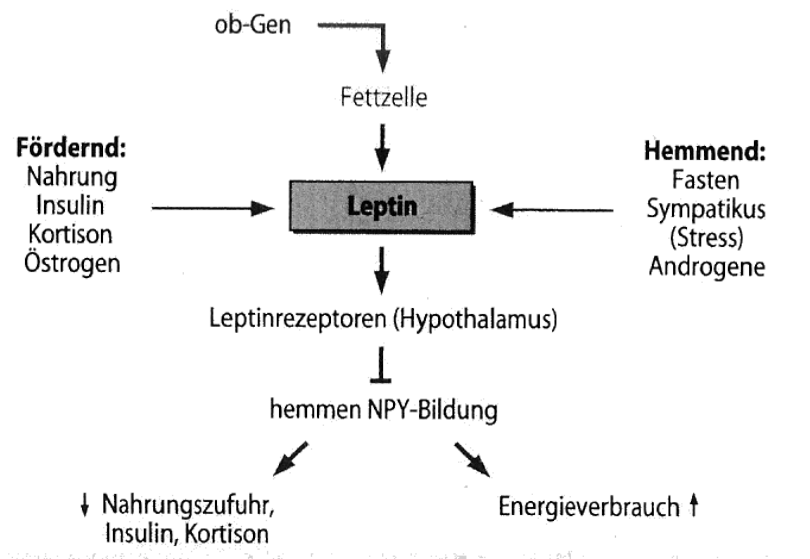 ob-Gen
Fettzelle
Fördernd:
Nahrung
Insulin
Kortison
Östrogen
Leptin
Hemmend:
Fasten
Sympatikus
(Stress)
Androgene
Leptinrezeptoren (Hypothalamus)
hemmen NPY-Bildung
↓ Nahrungszufuhr,
Insulin, Kortison
Energieverbrauch ↑